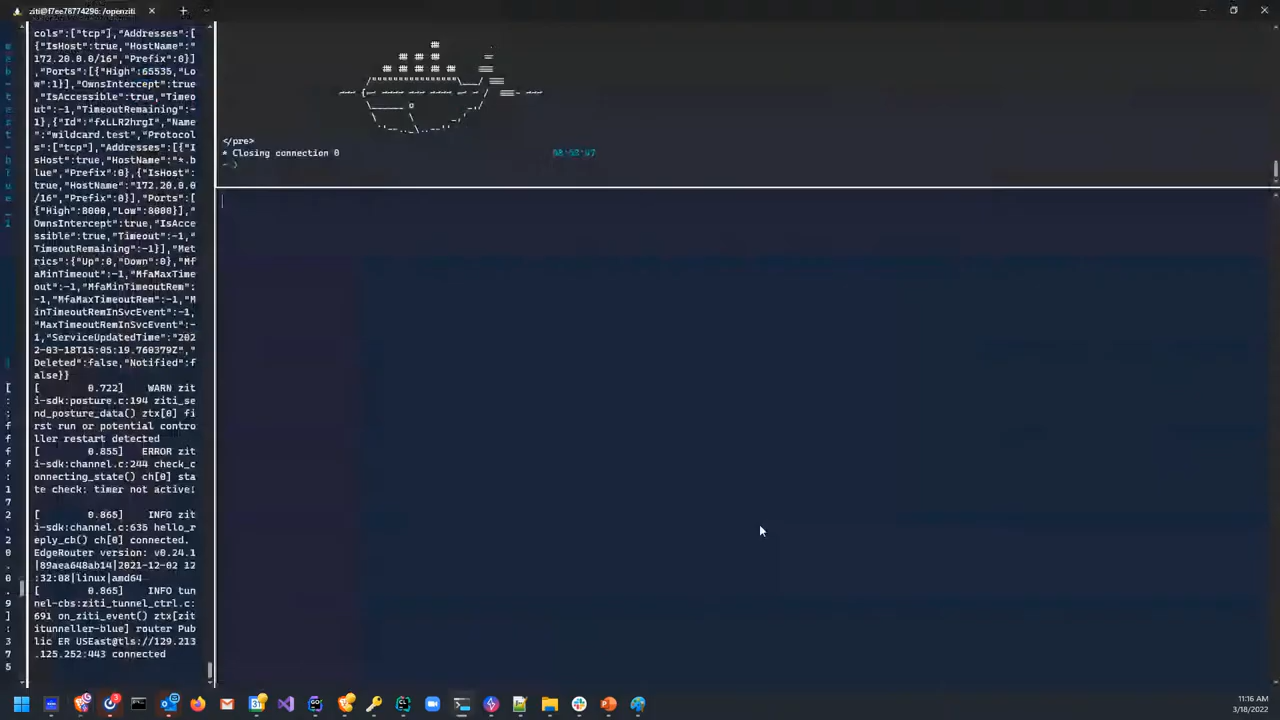 ziti@f7ee78774296: /openziti
cols":["tcp"],"Addresses":[
{"IsHost":true,"HostName":"
172.20.0.0/16","Prefix":0}]
,"Ports":[{"High":65535,"Lo
w":1}],"OwnsIntercept":true
,"IsAccessible":true,"Timeo
ut":-1,"TimeoutRemaining":-
1},{"Id":"fxLLR2hrgI","Name
":"wildcard.test","Protocol
s":["tcp"],"Addresses":[{"I
sHost":true,"HostName":"*.b
lue","Prefix":0},{"IsHost":
true,"HostName":"172.20.0.0
/16","Prefix":0}],"Ports":[
{"High":8000,"Low":8000}],"
OwnsIntercept":true,"IsAcce
ssible":true,"Timeout":-1,"
TimeoutRemaining":-1}],"Met
rics":{"Up":0,"Down":0},"Mf
aMinTimeout":-1,"MfaMaxTime
out":-1,"MfaMinTimeoutRem":
-1,"MfaMaxTimeoutRem":-1,"M
inTimeoutRemInSvcEvent":-1,
"MaxTimeoutRemInSvcEvent":-
1,"ServiceUpdatedTime":"202
2-03-18T15:05:19.760379Z","
Deleted":false,"Notified":f
alse}}
[ 0.722] WARN zit
i-sdk:posture.c:194 ziti_se
nd_posture_data() ztx[0] fi
rst run or potential contro
ller restart detected
[ 0.855] ERROR zit
i-sdk:channel.c:244 check_c
onnecting_state() ch[0] sta
te check: timer not active!
[ 0.865] INFO zit
i-sdk:channel.c:635 hello_r
eply_cb() ch[0] connected.
EdgeRouter version: v0.24.1
|89aea648ab14|2021-12-02 12
:32:08|linux|amd64
[ 0.865] INFO tun
nel-cbs:ziti_tunnel_ctrl.c:
691 on_ziti_event() ztx[zit
itunneller-blue] router Pub
lic ER USEast@tls://129.213
.125.252:443 connected
</pre>
* Closing connection 0
11:16 AM
3/18/2022